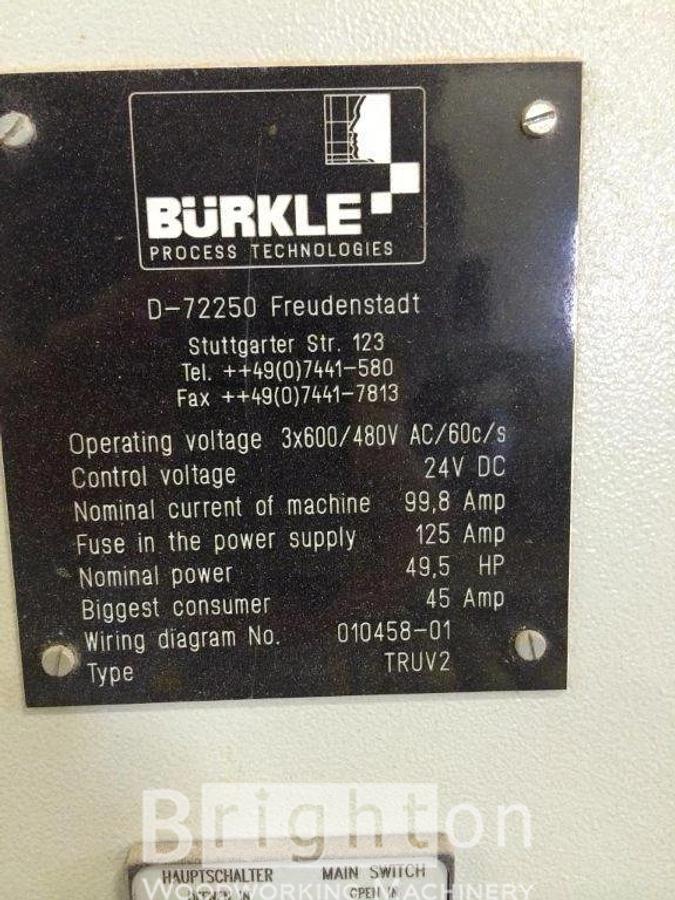 BÜRKLE
PROCESS TECHNOLOGIES
D-72250 Freudenstadt
Stuttgarter Str. 123
Tel. ++49(0)7441-580
Fax ++49(0)7441-7813
Operating voltage 3x600/480V AC/60c/s
Control voltage 24V DC
Nominal current of machine 99,8 Amp
Fuse in the power supply 125 Amp
Nominal power 49,5 HP
Biggest consumer 45 Amp
Wiring diagram No. 010458-01
Type TRUV2
Brighton
HAUPTSCHALTER MAIN SWITCH
WOODWORKING MACHINERY